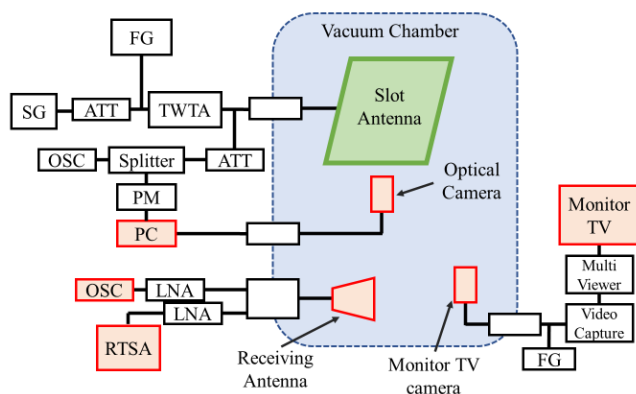 FG
Vacuum Chamber
SG
ATT
TWTA
Slot
Antenna
OSC
Splitter
ATT
Optical
Camera
PM
PC
Monitor
TV
Multi
Viewer
OSC
LNA
LNA
Video
Capture
RTSA
Receiving
Antenna
Monitor TV
camera
FG